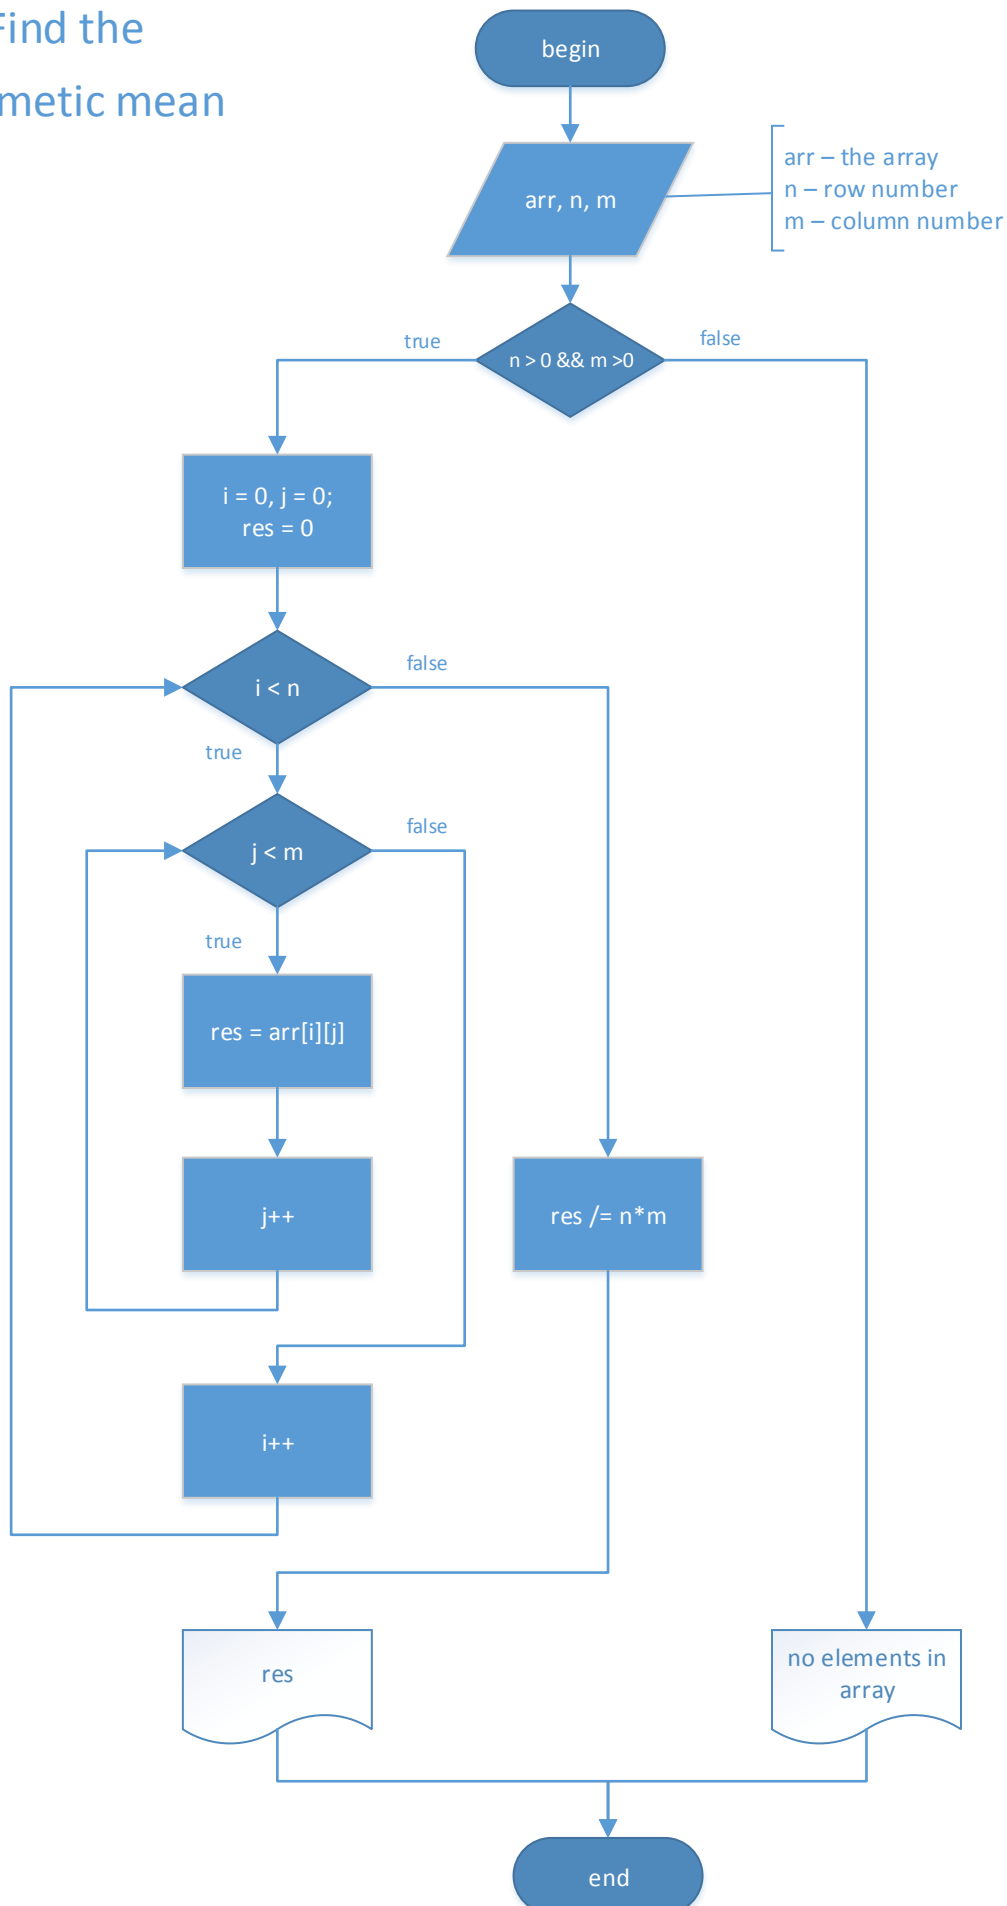 Find the
metic mean
begin
arr, n, m
arr – the array
n – row number
m – column number
true
n > 0 && m >0
false
i = 0, j = 0;
res = 0
i < n
false
true
j < m
false
true
res = arr[i][j]
j++
res /= n*m
i++
res
no elements in
array
end